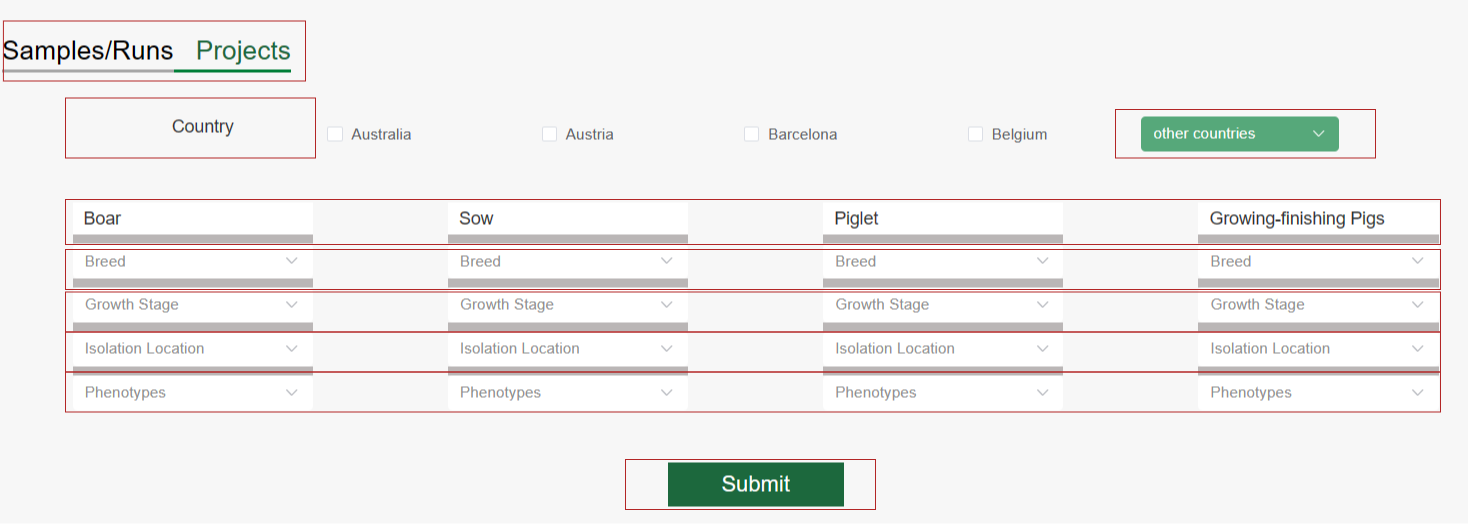 Samples/Runs Projects
Country Australia Austria Barcelona Belgium other countries
Boar Sow Piglet Growing-finishing Pigs
Breed Breed Breed Breed
Growth Stage Growth Stage Growth Stage Growth Stage
Isolation Location Isolation Location Isolation Location Isolation Location
Phenotypes Phenotypes Phenotypes Phenotypes
Submit